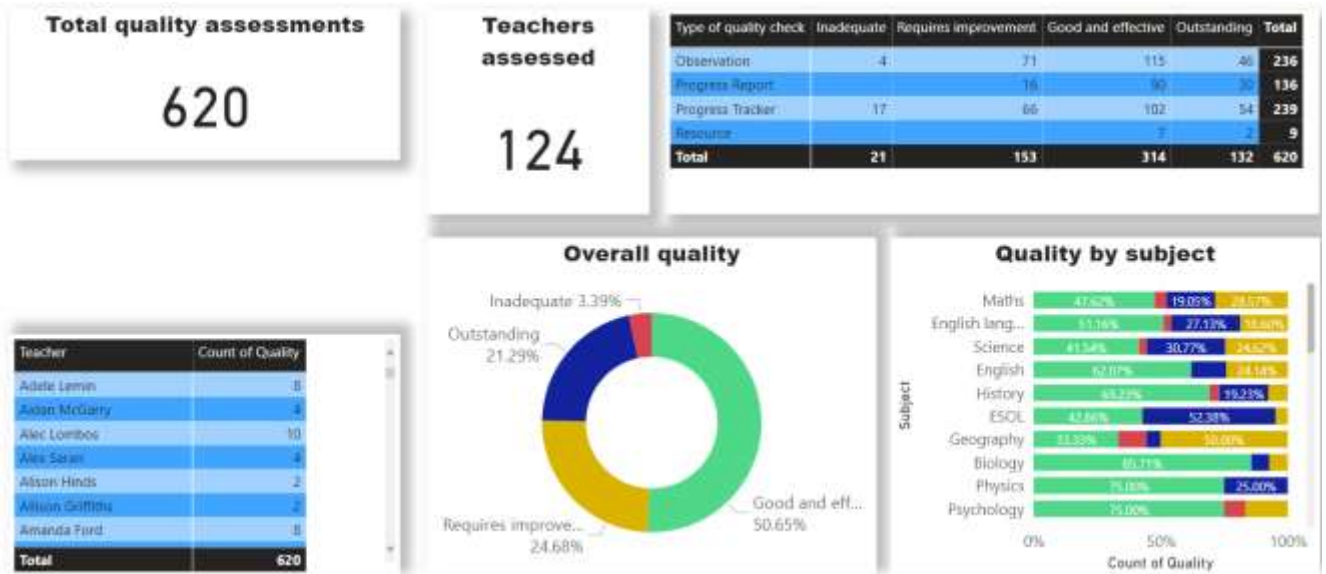 Total quality assessments
620
Teachers
assessed
124
Type of quality check Inadequate Requires improvement Good and effective Outstanding Total
Observation 4 71 115 46 236
Progress Report 16 90 30 136
Progress Tracker 17 66 102 54 239
Resource 7 2 9
Total 21 153 314 132 620
Teacher Count of Quality
Adele Lemin 8
Aidan McGarry 4
Alec Lombos 10
Alex Saran 4
Alison Hinds 2
Allison Griffiths 2
Amanda Ford 8
Total 620
Overall quality
Inadequate 3.39%
Outstanding
21.29%
Requires improve...
24.68%
Good and eff...
50.65%
Quality by subject
Subject
Maths 47.62% 19.05% 28.57%
English lang... 51.16% 27.13% 18.60%
Science 41.54% 30.77% 24.62%
English 62.07% 24.14%
History 69.23% 19.23%
ESOL 42.86% 52.38%
Geography 33.33% 50.00%
Biology 85.71%
Physics 75.00% 25.00%
Psychology 75.00%
0% 50% 100%
Count of Quality